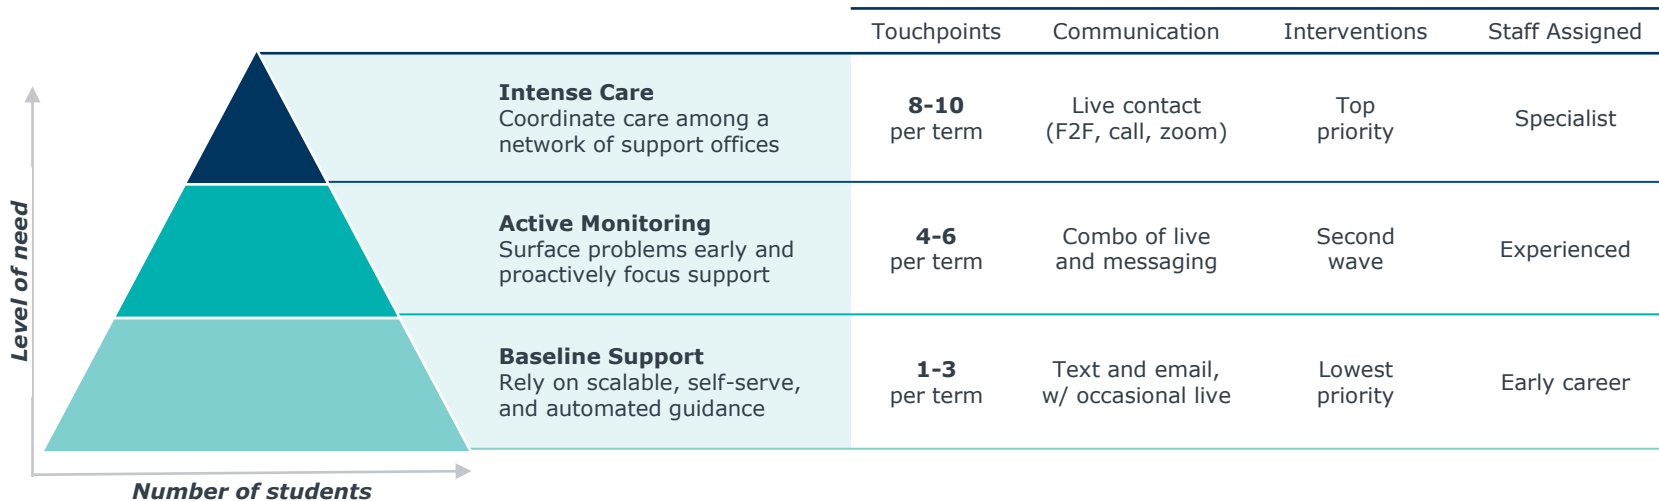 Touchpoints Communication Interventions Staff Assigned
Intense Care
Coordinate care among a
network of support offices
8-10
per term
Live contact
(F2F, call, zoom)
Top
priority
Specialist
Active Monitoring
Surface problems early and
proactively focus support
4-6
per term
Combo of live
and messaging
Second
wave
Experienced
Baseline Support
Rely on scalable, self-serve,
and automated guidance
1-3
per term
Text and email,
w/ occasional live
Lowest
priority
Early career
Level of need
Number of students